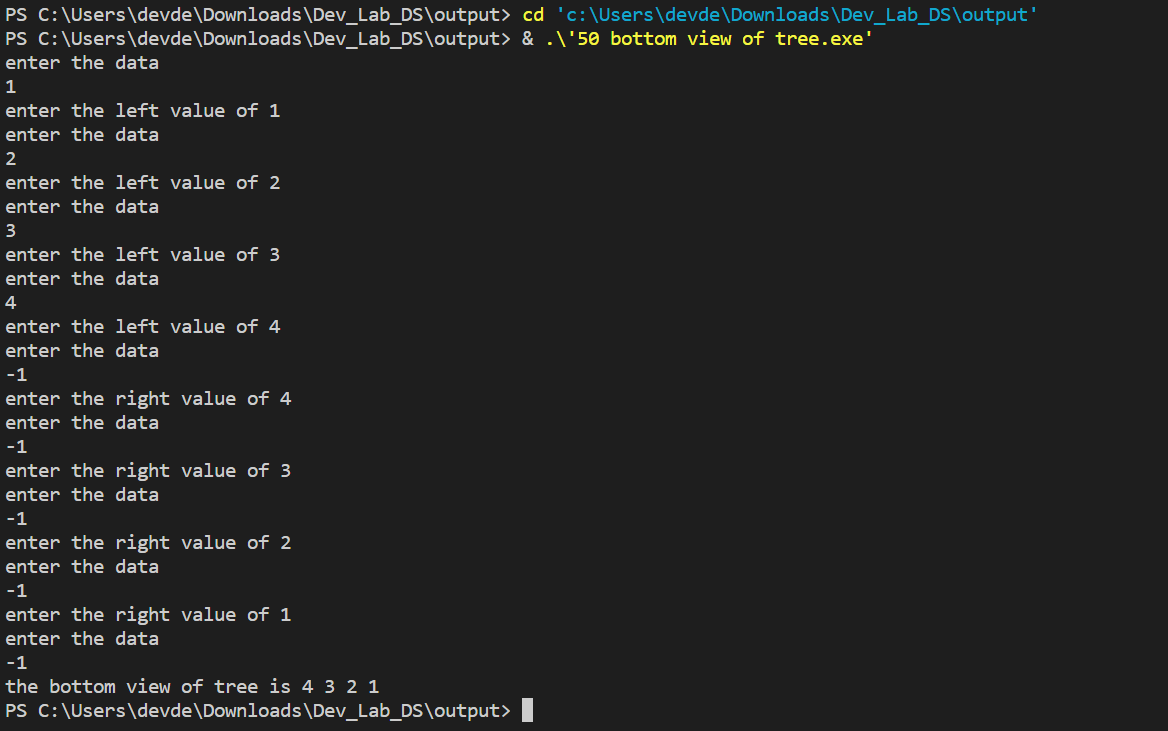 PS C:\Users\devde\Downloads\Dev_Lab_DS\output> cd 'c:\Users\devde\Downloads\Dev_Lab_DS\output'
PS C:\Users\devde\Downloads\Dev_Lab_DS\output> & .\'50 bottom view of tree.exe'
enter the data
1
enter the left value of 1
enter the data
2
enter the left value of 2
enter the data
3
enter the left value of 3
enter the data
4
enter the left value of 4
enter the data
-1
enter the right value of 4
enter the data
-1
enter the right value of 3
enter the data
-1
enter the right value of 2
enter the data
-1
enter the right value of 1
enter the data
-1
the bottom view of tree is 4 3 2 1
PS C:\Users\devde\Downloads\Dev_Lab_DS\output>